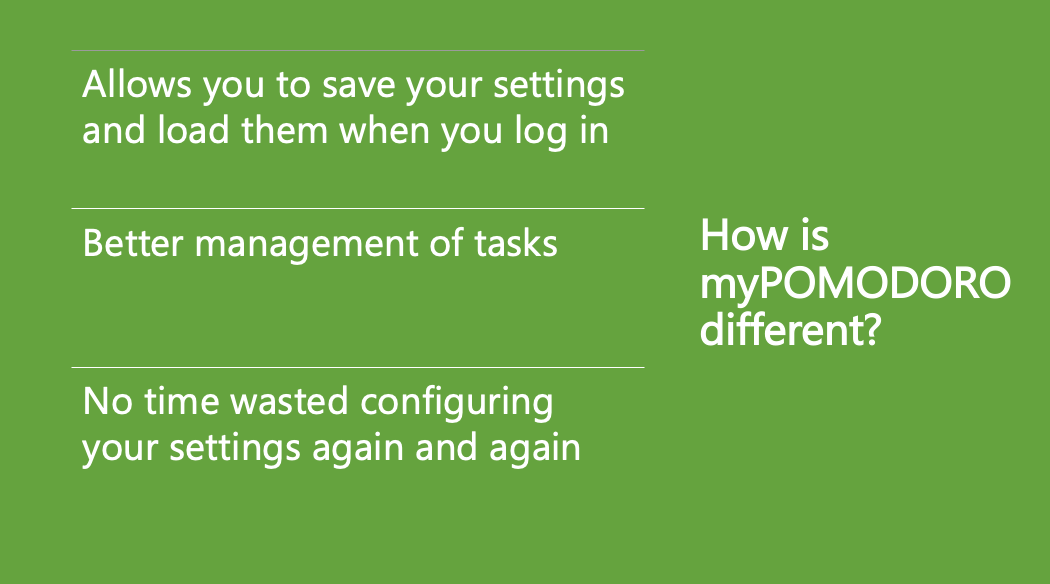 Allows you to save your settings
and load them when you log in
Better management of tasks
No time wasted configuring
your settings again and again
How is
myPOMODORO
different?